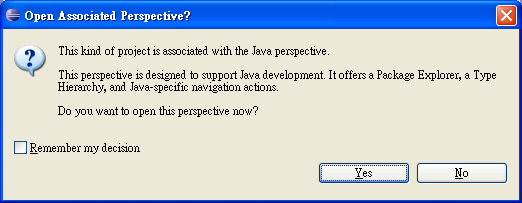 Open Associated Perspective?
This kind of project is associated with the Java perspective.
This perspective is designed to support Java development. It offers a Package Explorer, a Type
Hierarchy, and Java-specific navigation actions.
Do you want to open this perspective now?
Remember my decision
Yes
No